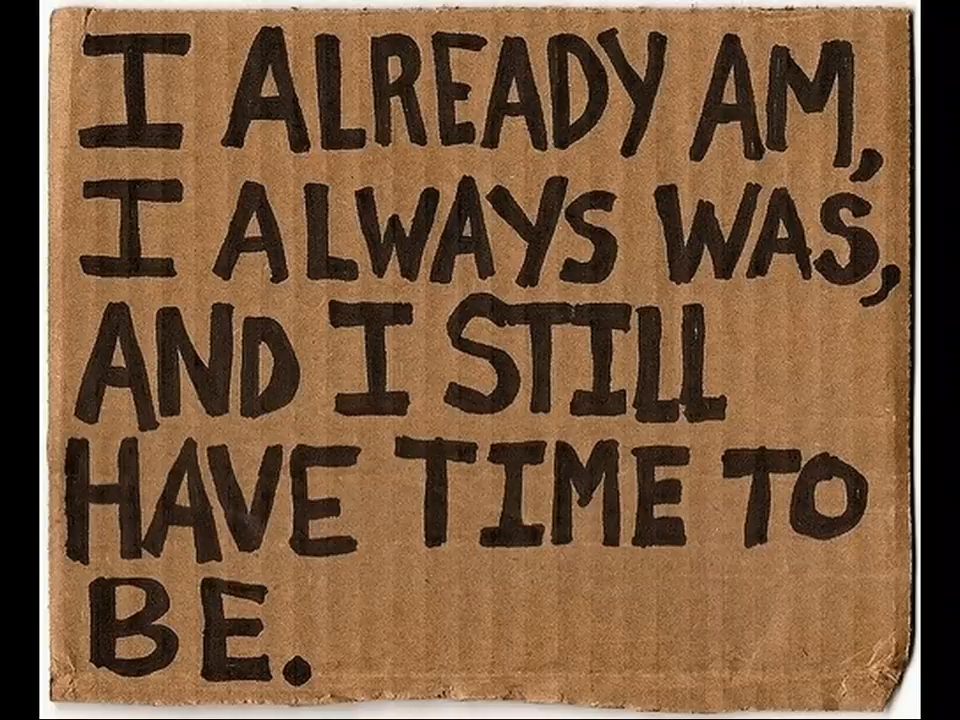 I ALREADY AM,
I ALWAYS WAS,
AND I STILL
HAVE TIME TO
BE.